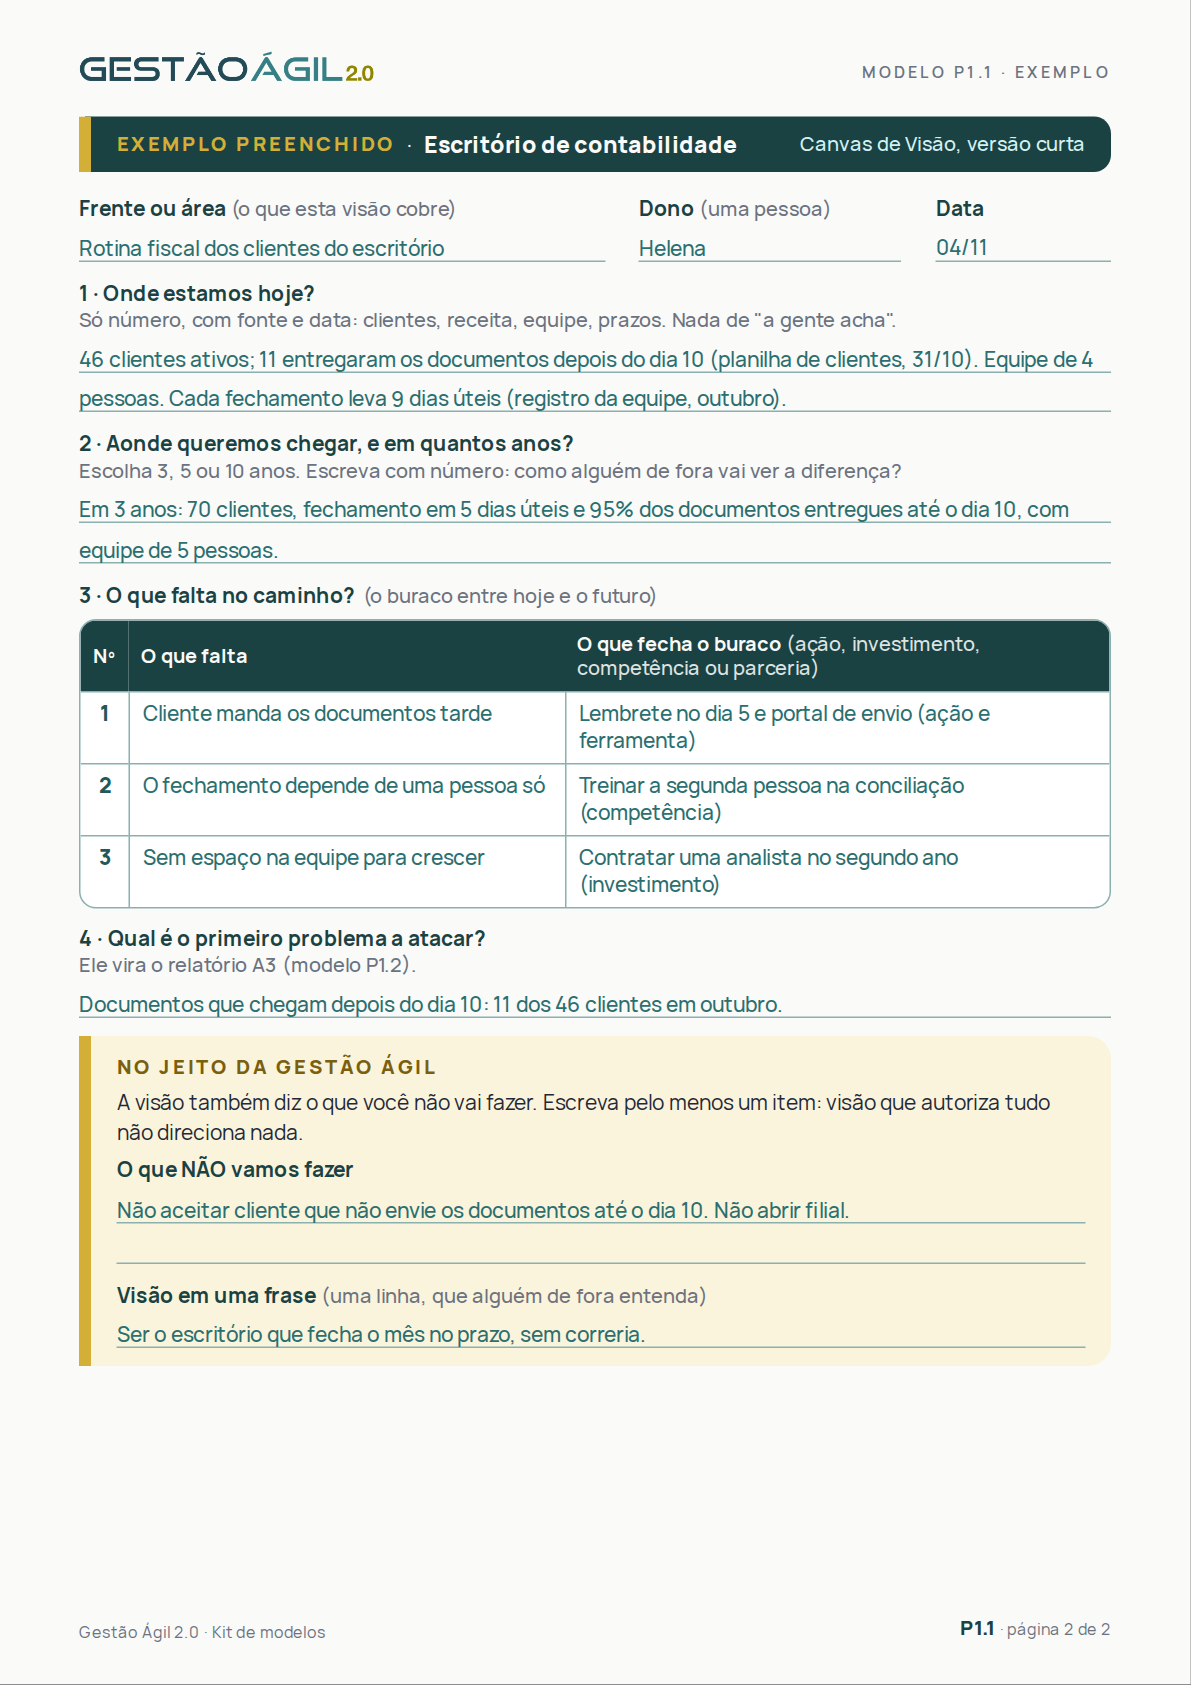 GESTÃOÁGIL2.0
MODELO P1.1 · EXEMPLO
EXEMPLO PREENCHIDO · Escritório de contabilidade
Canvas de Visão, versão curta
Frente ou área (o que esta visão cobre)
Rotina fiscal dos clientes do escritório
Dono (uma pessoa)
Helena
Data
04/11
1 · Onde estamos hoje?
Só número, com fonte e data: clientes, receita, equipe, prazos. Nada de "a gente acha".
46 clientes ativos; 11 entregaram os documentos depois do dia 10 (planilha de clientes, 31/10). Equipe de 4
pessoas. Cada fechamento leva 9 dias úteis (registro da equipe, outubro).
2 · Aonde queremos chegar, e em quantos anos?
Escolha 3, 5 ou 10 anos. Escreva com número: como alguém de fora vai ver a diferença?
Em 3 anos: 70 clientes, fechamento em 5 dias úteis e 95% dos documentos entregues até o dia 10, com
equipe de 5 pessoas.
3 · O que falta no caminho? (o buraco entre hoje e o futuro)
Nº
O que falta
O que fecha o buraco (ação, investimento,
competência ou parceria)
1
Cliente manda os documentos tarde
Lembrete no dia 5 e portal de envio (ação e
ferramenta)
2
O fechamento depende de uma pessoa só
Treinar a segunda pessoa na conciliação
(competência)
3
Sem espaço na equipe para crescer
Contratar uma analista no segundo ano
(investimento)
4 · Qual é o primeiro problema a atacar?
Ele vira o relatório A3 (modelo P1.2).
Documentos que chegam depois do dia 10: 11 dos 46 clientes em outubro.
NO JEITO DA GESTÃO ÁGIL
A visão também diz o que você não vai fazer. Escreva pelo menos um item: visão que autoriza tudo
não direciona nada.
O que NÃO vamos fazer
Não aceitar cliente que não envie os documentos até o dia 10. Não abrir filial.
Visão em uma frase (uma linha, que alguém de fora entenda)
Ser o escritório que fecha o mês no prazo, sem correria.
Gestão Ágil 2.0 · Kit de modelos
P1.1 · página 2 de 2